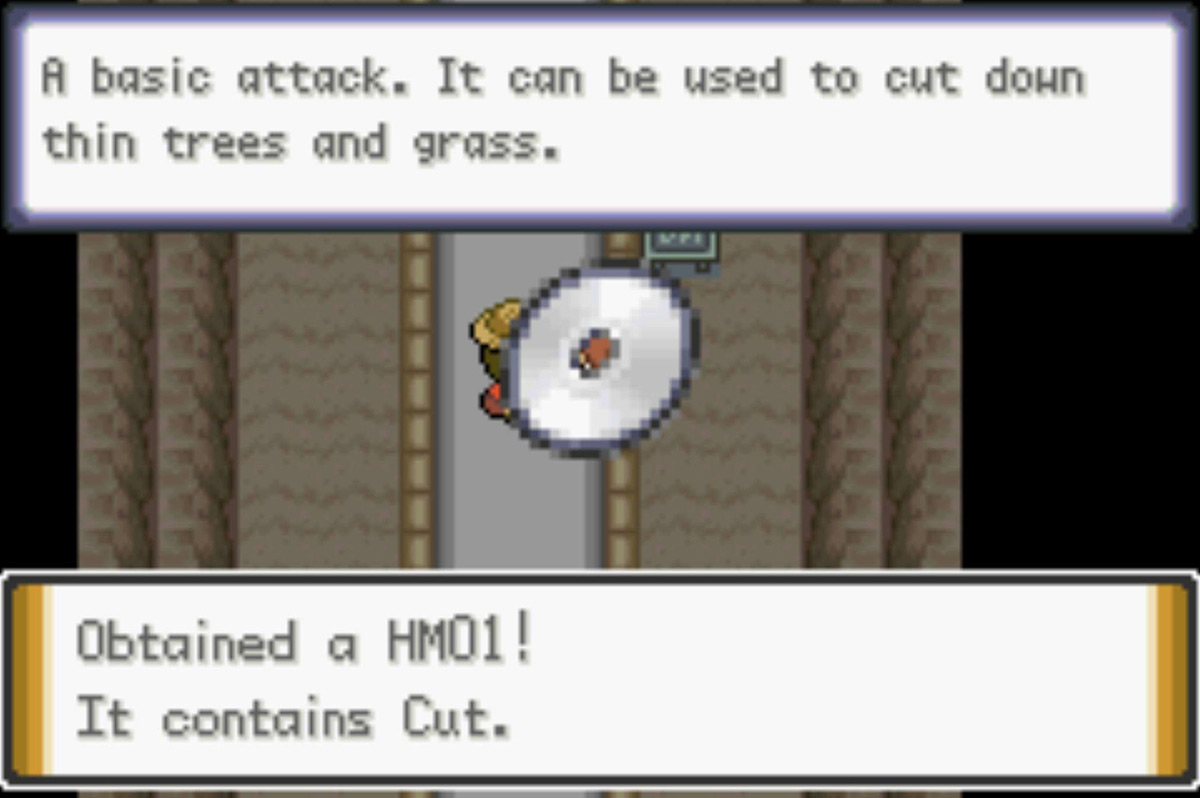 A basic attack. It can be used to cut down
thin trees and grass.
Obtained a HM01!
It contains Cut.